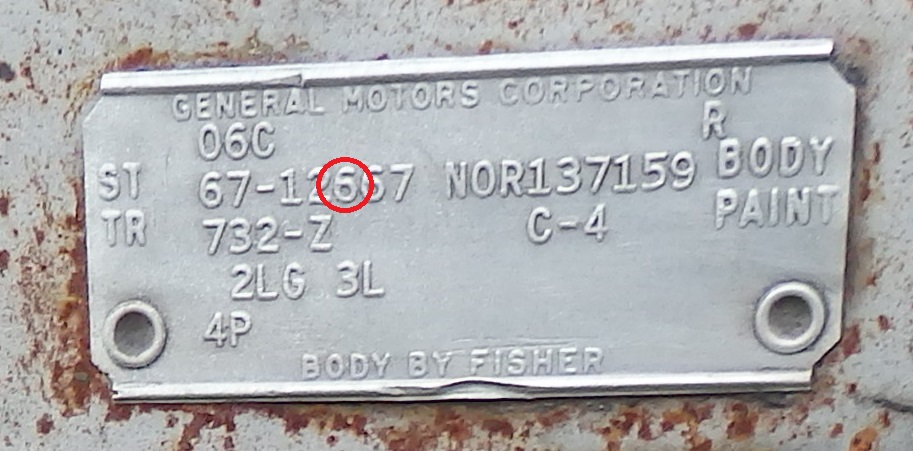 GENERAL MOTORS CORPORATION
06C R
ST 67-12667 NOR137159 BODY
TR 732-Z C-4 PAINT
2LG 3L
4P
BODY BY FISHER